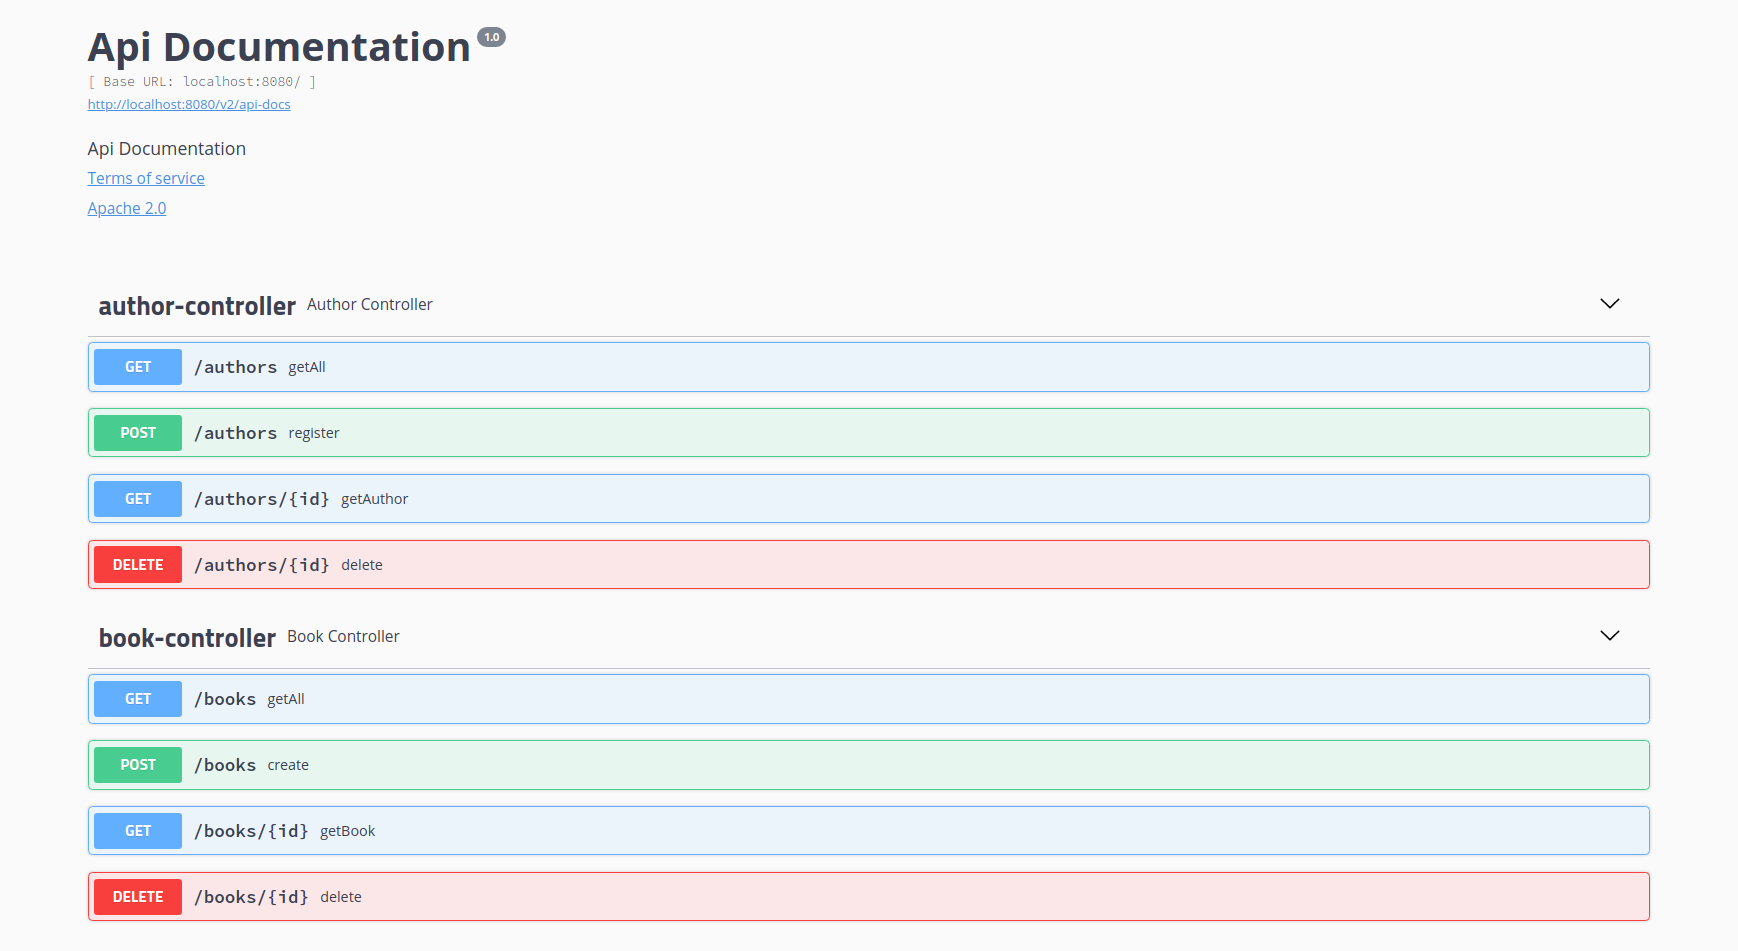 Api Documentation 1.0
[ Base URL: localhost:8080/ ]
http://localhost:8080/v2/api-docs
Api Documentation
Terms of service
Apache 2.0
author-controller Author Controller
GET /authors getAll
POST /authors register
GET /authors/{id} getAuthor
DELETE /authors/{id} delete
book-controller Book Controller
GET /books getAll
POST /books create
GET /books/{id} getBook
DELETE /books/{id} delete